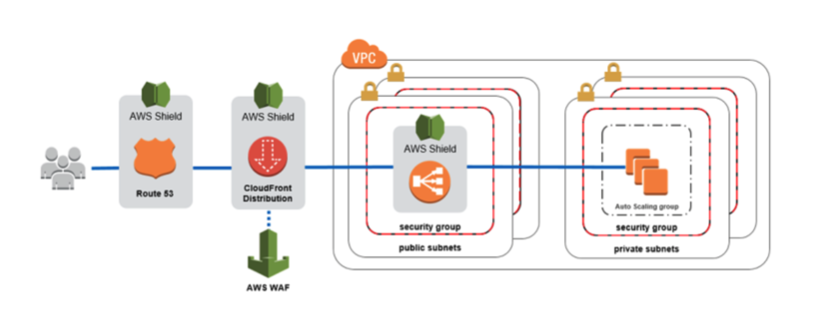 VPC
AWS Shield
Route 53
AWS Shield
CloudFront
Distribution
AWS WAF
AWS Shield
security group
public subnets
Auto Scaling group
security group
private subnets